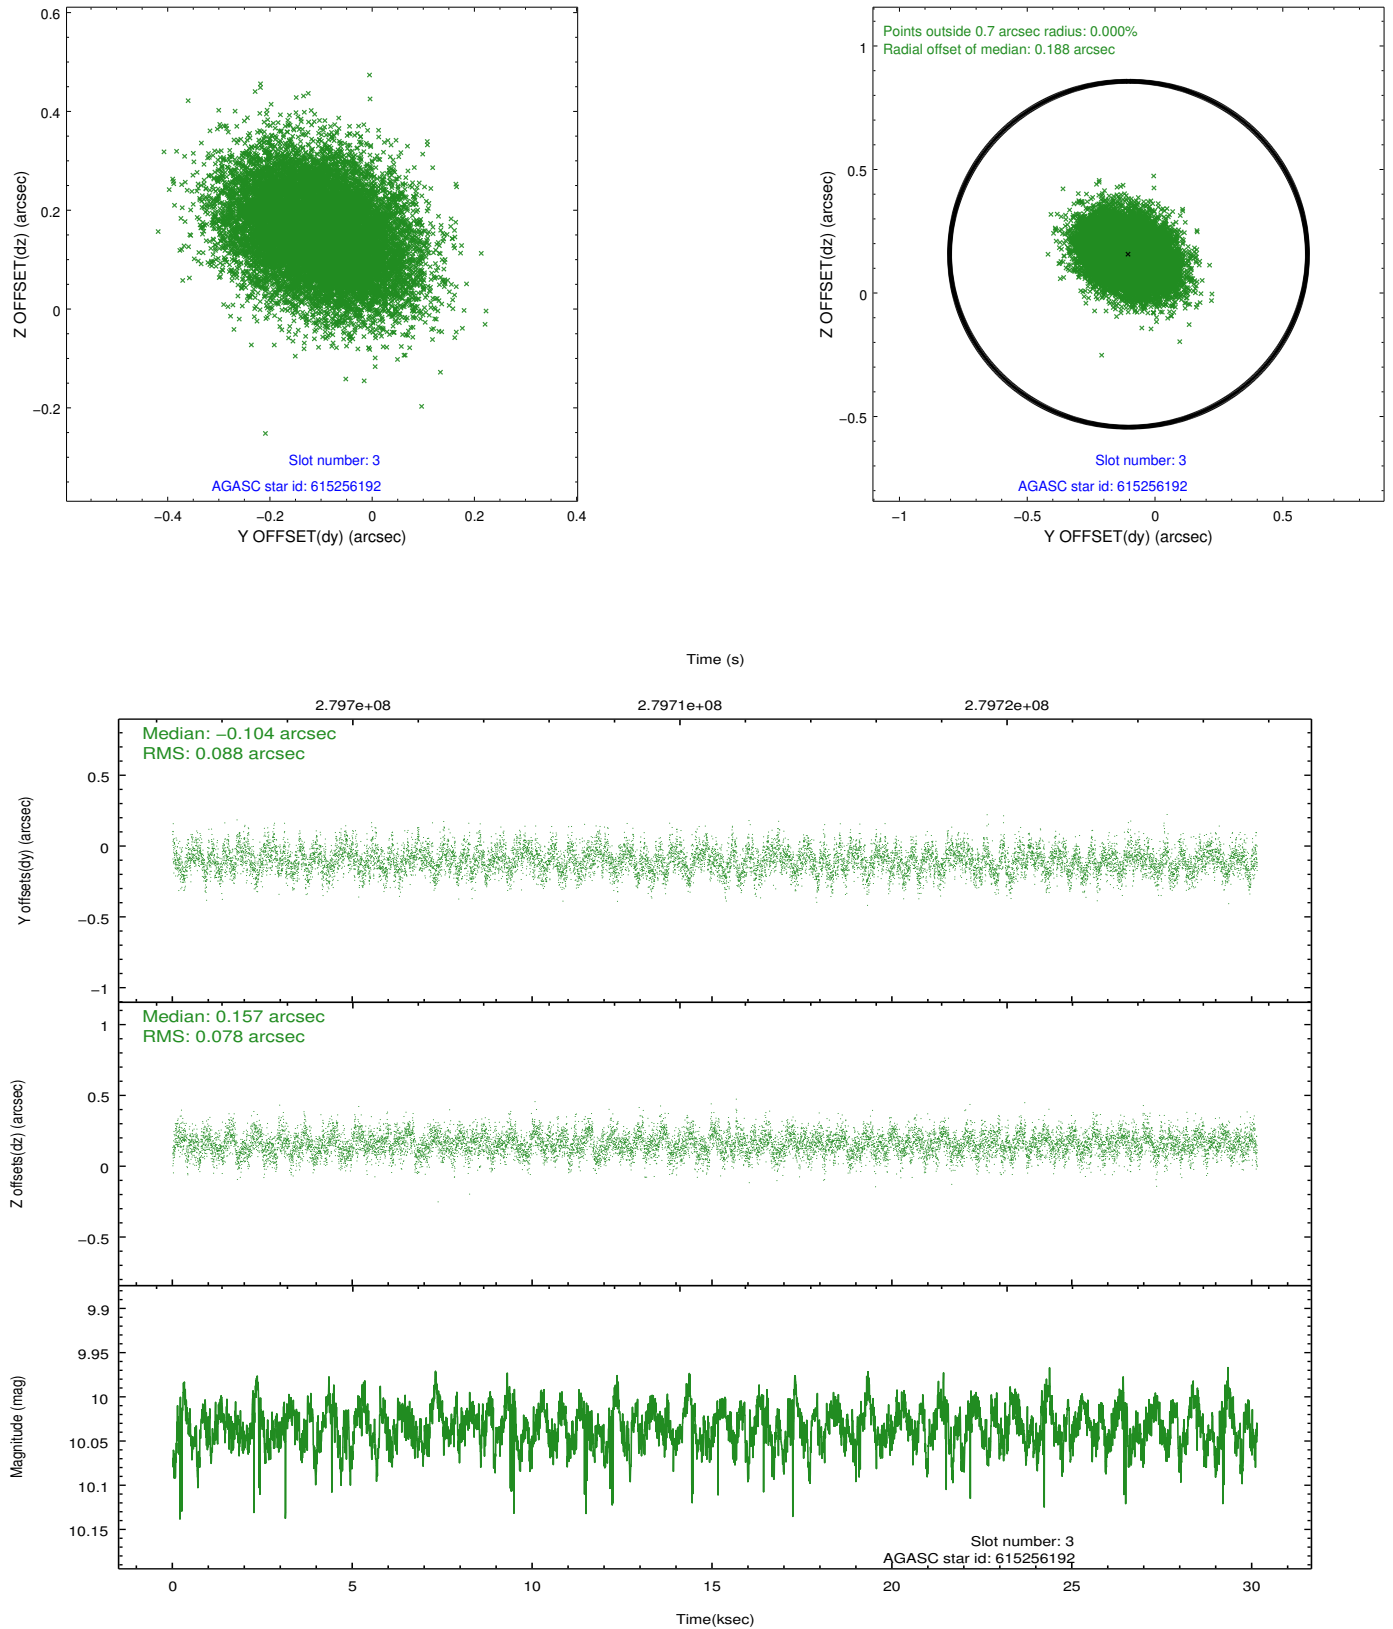 0.6
0.4
0.2
0
−0.2
Z OFFSET(dz) (arcsec)
Slot number: 3
AGASC star id: 615256192
−0.4
−0.2
0
0.2
0.4
Y OFFSET(dy) (arcsec)
Points outside 0.7 arcsec radius: 0.000%
Radial offset of median: 0.188 arcsec
1
0.5
0
−0.5
Z OFFSET(dz) (arcsec)
Slot number: 3
AGASC star id: 615256192
−1
−0.5
0
0.5
Y OFFSET(dy) (arcsec)
Time (s)
2.797e+08
2.7971e+08
2.7972e+08
Median: −0.104 arcsec
RMS: 0.088 arcsec
0.5
0
−0.5
−1
Y offsets(dy) (arcsec)
Median: 0.157 arcsec
RMS: 0.078 arcsec
1
0.5
0
−0.5
Z offsets(dz) (arcsec)
9.9
9.95
10
10.05
10.1
10.15
Magnitude (mag)
Slot number: 3
AGASC star id: 615256192
0
5
10
15
20
25
30
Time(ksec)